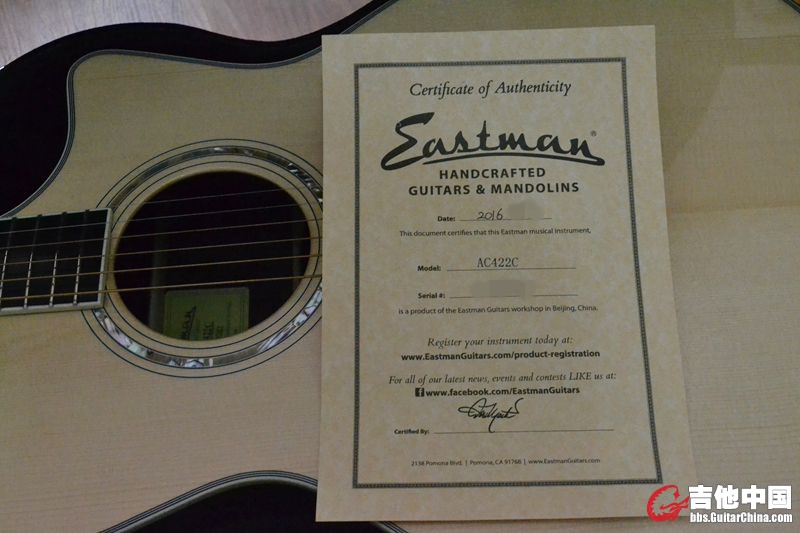 Certificate of Authenticity
Eastman®
HANDCRAFTED
GUITARS & MANDOLINS
Date: 2016
This document certifies that this Eastman musical instrument,
Model: AC422C
Serial #:
is a product of the Eastman Guitars workshop in Beijing, China.
Register your instrument today at:
www.EastmanGuitars.com/product-registration
For all of our latest news, events and contests LIKE us at:
f www.facebook.com/EastmanGuitars
Certified By:
2138 Pomona Blvd. | Pomona, CA 91768 | www.EastmanGuitars.com
吉他中国
bbs.GuitarChina.com